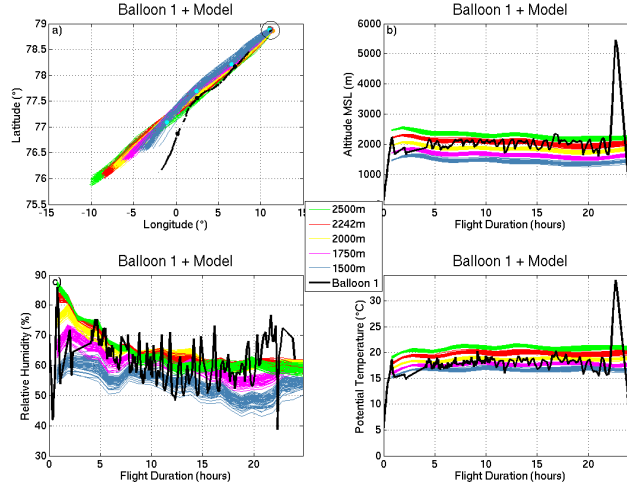 Balloon 1 + Model
a)
79
78.5
78
77.5
77
76.5
76
75.5
Latitude (°)
-15 -10 -5 0 5 10 15
Longitude (°)
Balloon 1 + Model
b)
6000
5000
4000
3000
2000
1000
0
Altitude MSL (m)
0 5 10 15 20
Flight Duration (hours)
2500m
2242m
2000m
1750m
1500m
Balloon 1
Balloon 1 + Model
c)
90
80
70
60
50
40
30
Relative Humidity (%)
0 5 10 15 20
Flight Duration (hours)
Balloon 1 + Model
35
30
25
20
15
10
5
0
Potential Temperature (°C)
0 5 10 15 20
Flight Duration (hours)